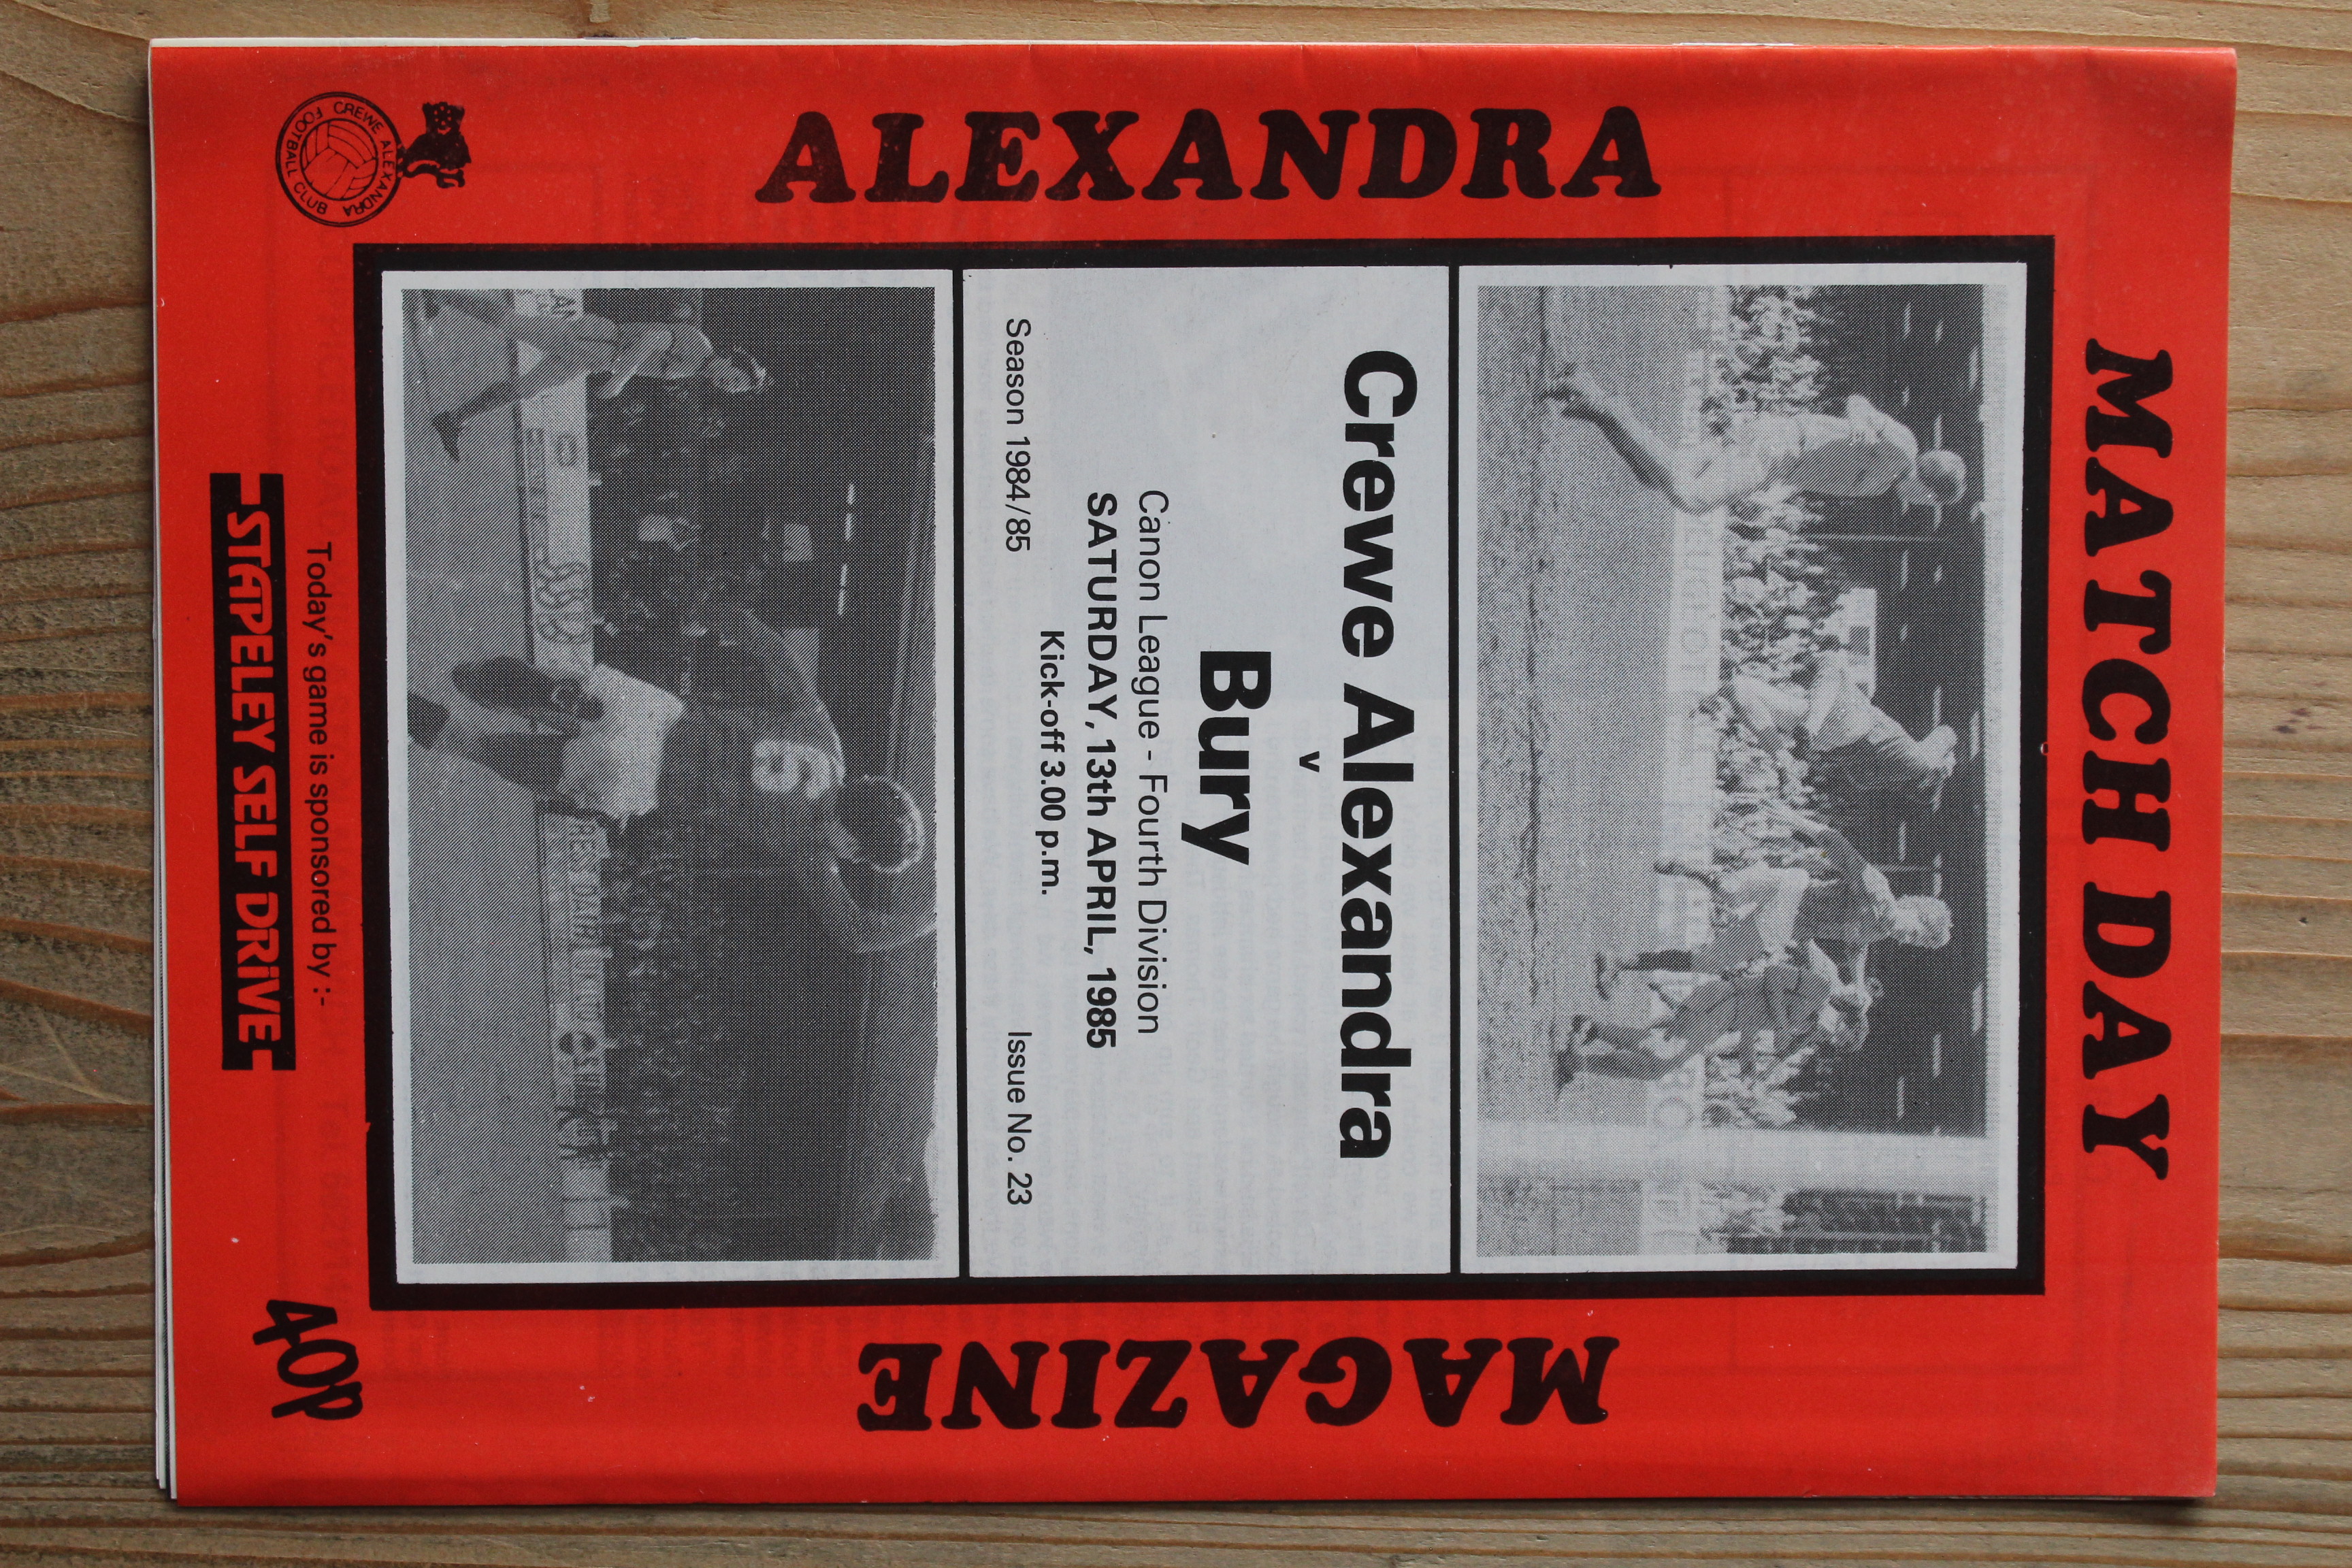 ALEXANDRA
MATCH DAY
MAGAZINE
Crewe Alexandra
v
Bury
Canon League - Fourth Division
SATURDAY, 13th APRIL, 1985
Kick-off 3.00 p.m.
Season 1984/85
Issue No. 23
CREWE ALEXANDRA FOOTBALL CLUB
Today's game is sponsored by :-
STAPELEY SELF DRIVE
40p